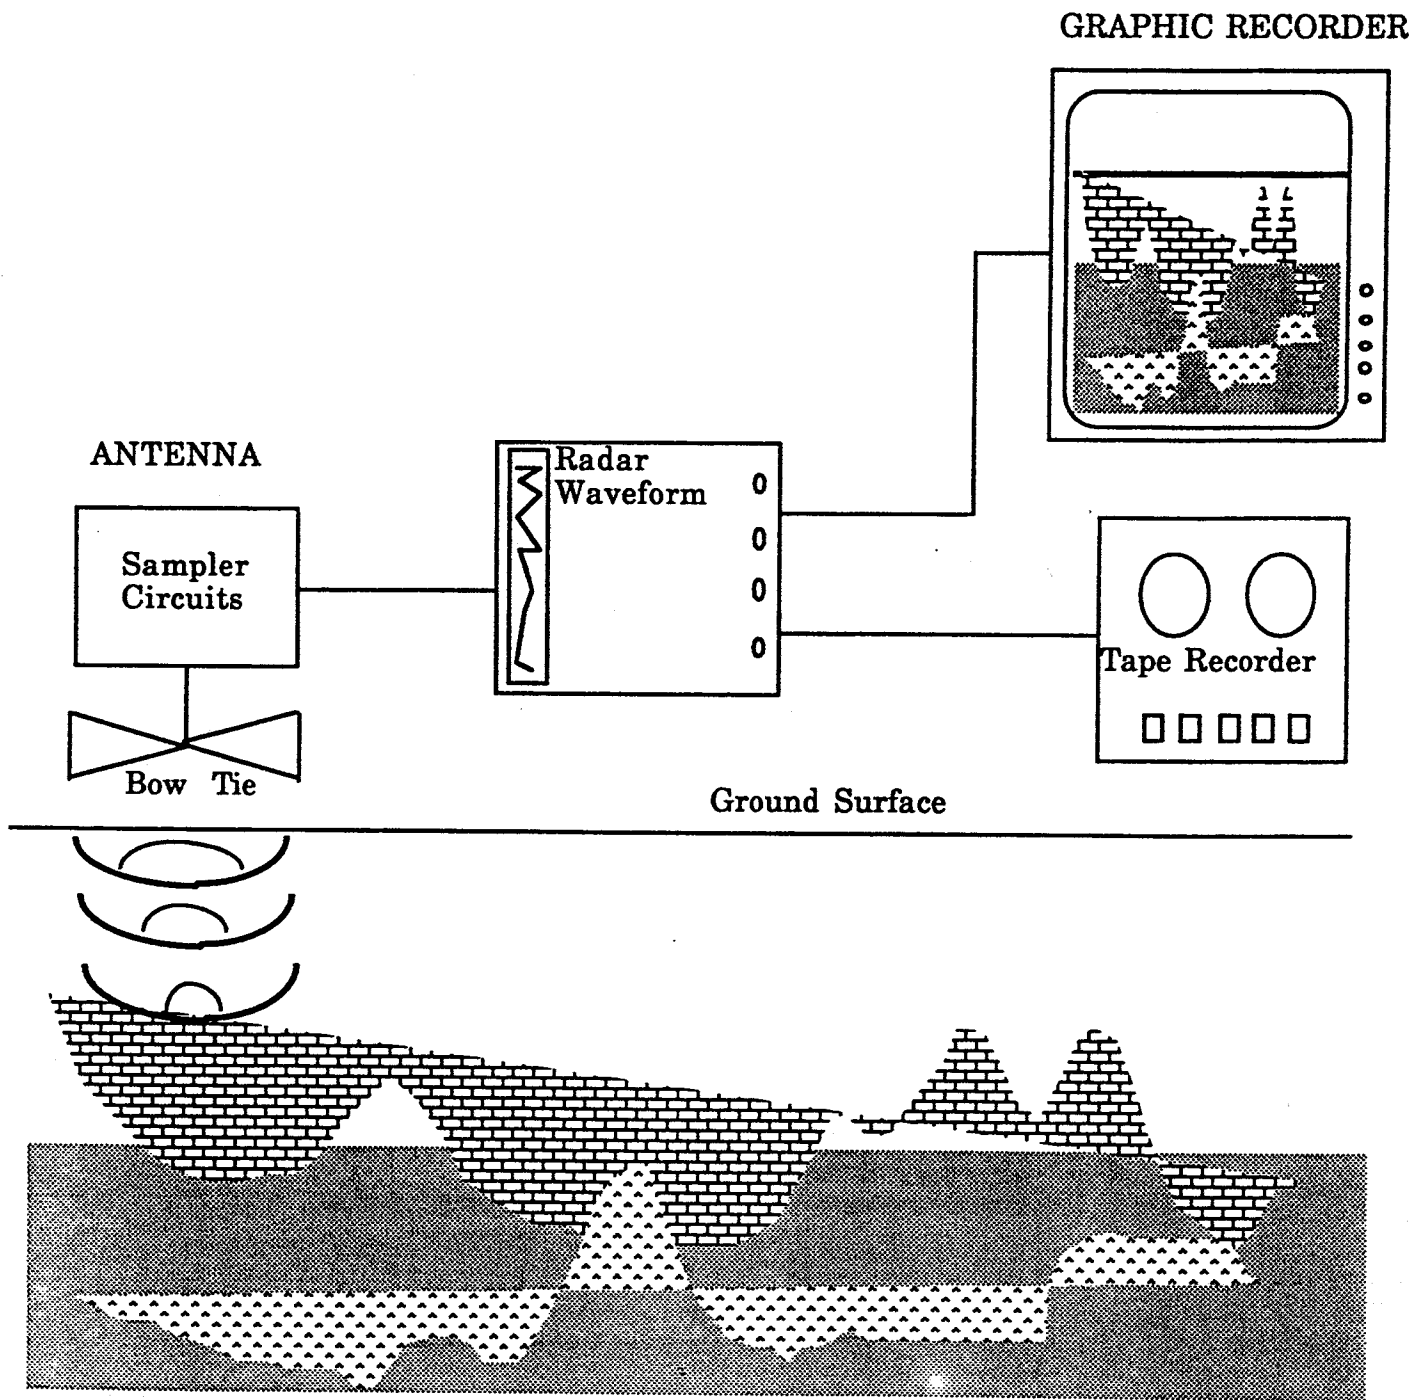 GRAPHIC RECORDER
ANTENNA
Radar
Waveform
Sampler
Circuits
Tape Recorder
Bow Tie
Ground Surface